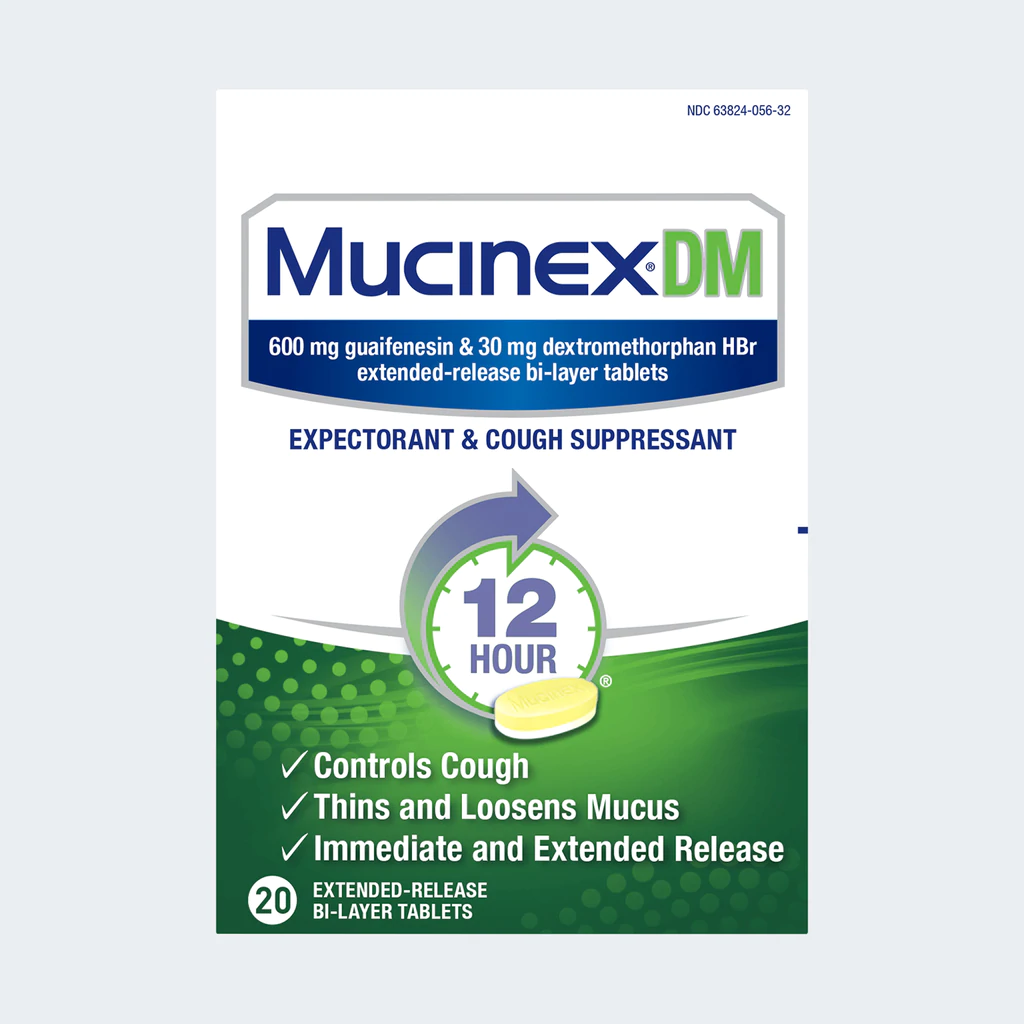 NDC 63824-056-32
MUCINEX®DM
600 mg guaifenesin & 30 mg dextromethorphan HBr
extended-release bi-layer tablets
EXPECTORANT & COUGH SUPPRESSANT
12
HOUR
Mucinex
®
✓ Controls Cough
✓ Thins and Loosens Mucus
✓ Immediate and Extended Release
20 EXTENDED-RELEASE
BI-LAYER TABLETS